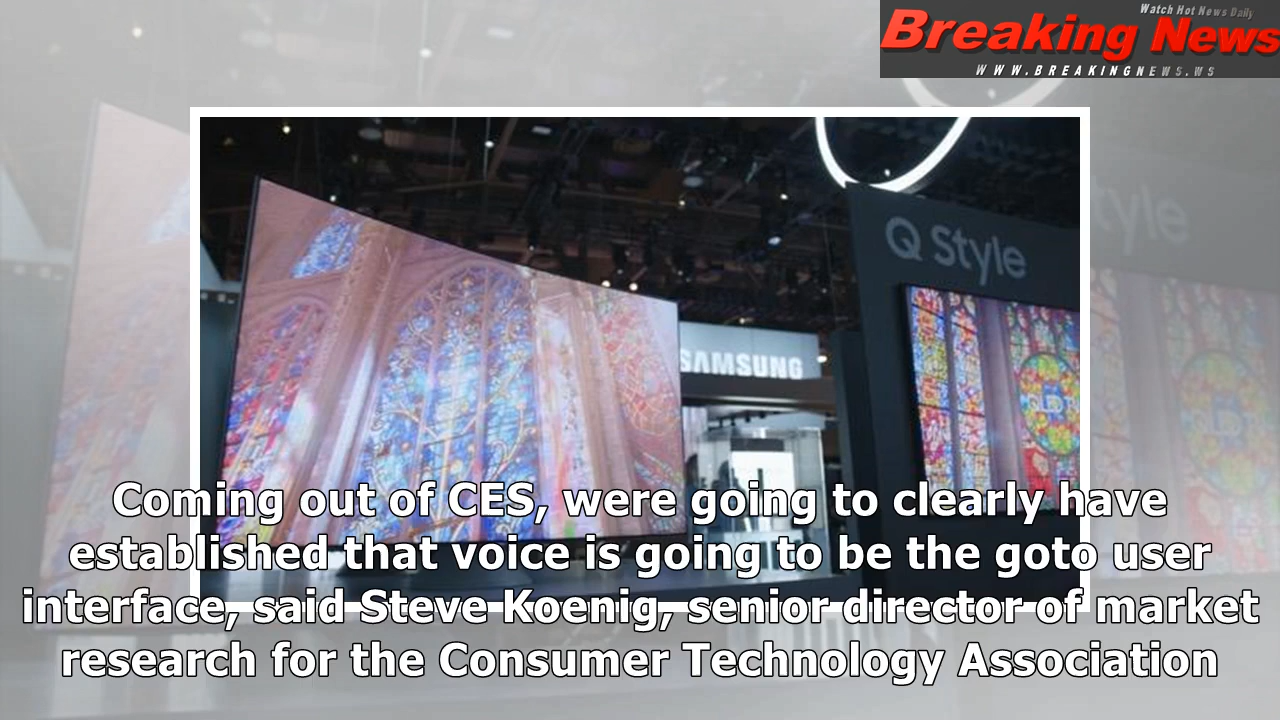 Watch Hot News Daily
Breaking News
WWW.BREAKINGNEWS.WS
Q Style
tyle
SAMSUNG
QLED
Coming out of CES, were going to clearly have
established that voice is going to be the goto user
interface, said Steve Koenig, senior director of market
research for the Consumer Technology Association